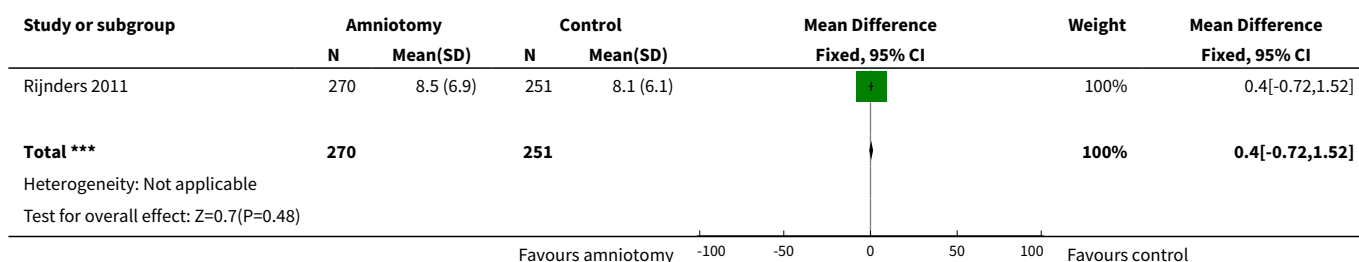 Study or subgroup Amniotomy Control Mean Difference Weight Mean Difference
N Mean(SD) N Mean(SD) Fixed, 95% CI Fixed, 95% CI
Rijnders 2011 270 8.5 (6.9) 251 8.1 (6.1) 100% 0.4[-0.72,1.52]
Total *** 270 251 100% 0.4[-0.72,1.52]
Heterogeneity: Not applicable
Test for overall effect: Z=0.7(P=0.48)
Favours amniotomy -100 -50 0 50 100 Favours control